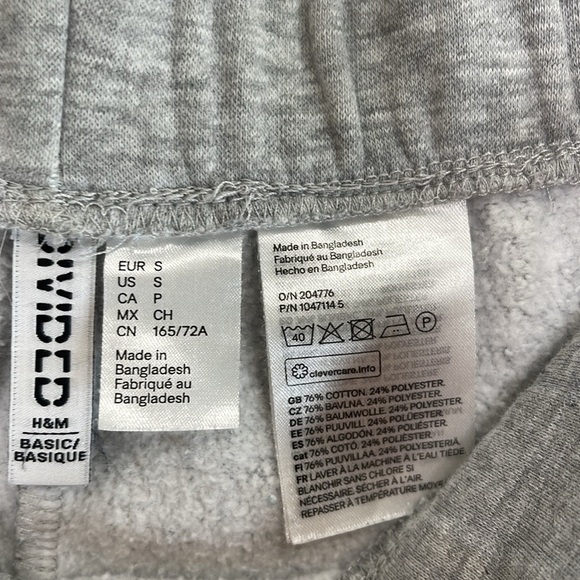 DIVIDED
H&M
BASIC/
BASIQUE
EUR S
US S
CA P
MX CH
CN 165/72A
Made in
Bangladesh
Fabriqué au
Bangladesh
Made in Bangladesh
Fabriqué au Bangladesh
Hecho en Bangladesh
O/N 204776
P/N 1047114 5
40
P
clevercare.info
GB 76% COTTON. 24% POLYESTER.
CZ 76% BAVLNA. 24% POLYESTER.
DE 76% BAUMWOLLE. 24% POLYESTER.
EE 76% PUUVILL. 24% POLÜESTER.
ES 76% ALGODÓN. 24% POLIÉSTER.
cat 76% COTÓ. 24% POLIÈSTER.
FI 76% PUUVILLAA. 24% POLYESTERIÄ.
FR LAVER À LA MACHINE À L'EAU TIÈDE.
BLANCHIR SANS CHLORE SI
NÉCESSAIRE. SÉCHER À L'AIR.
REPASSER À TEMPÉRATURE